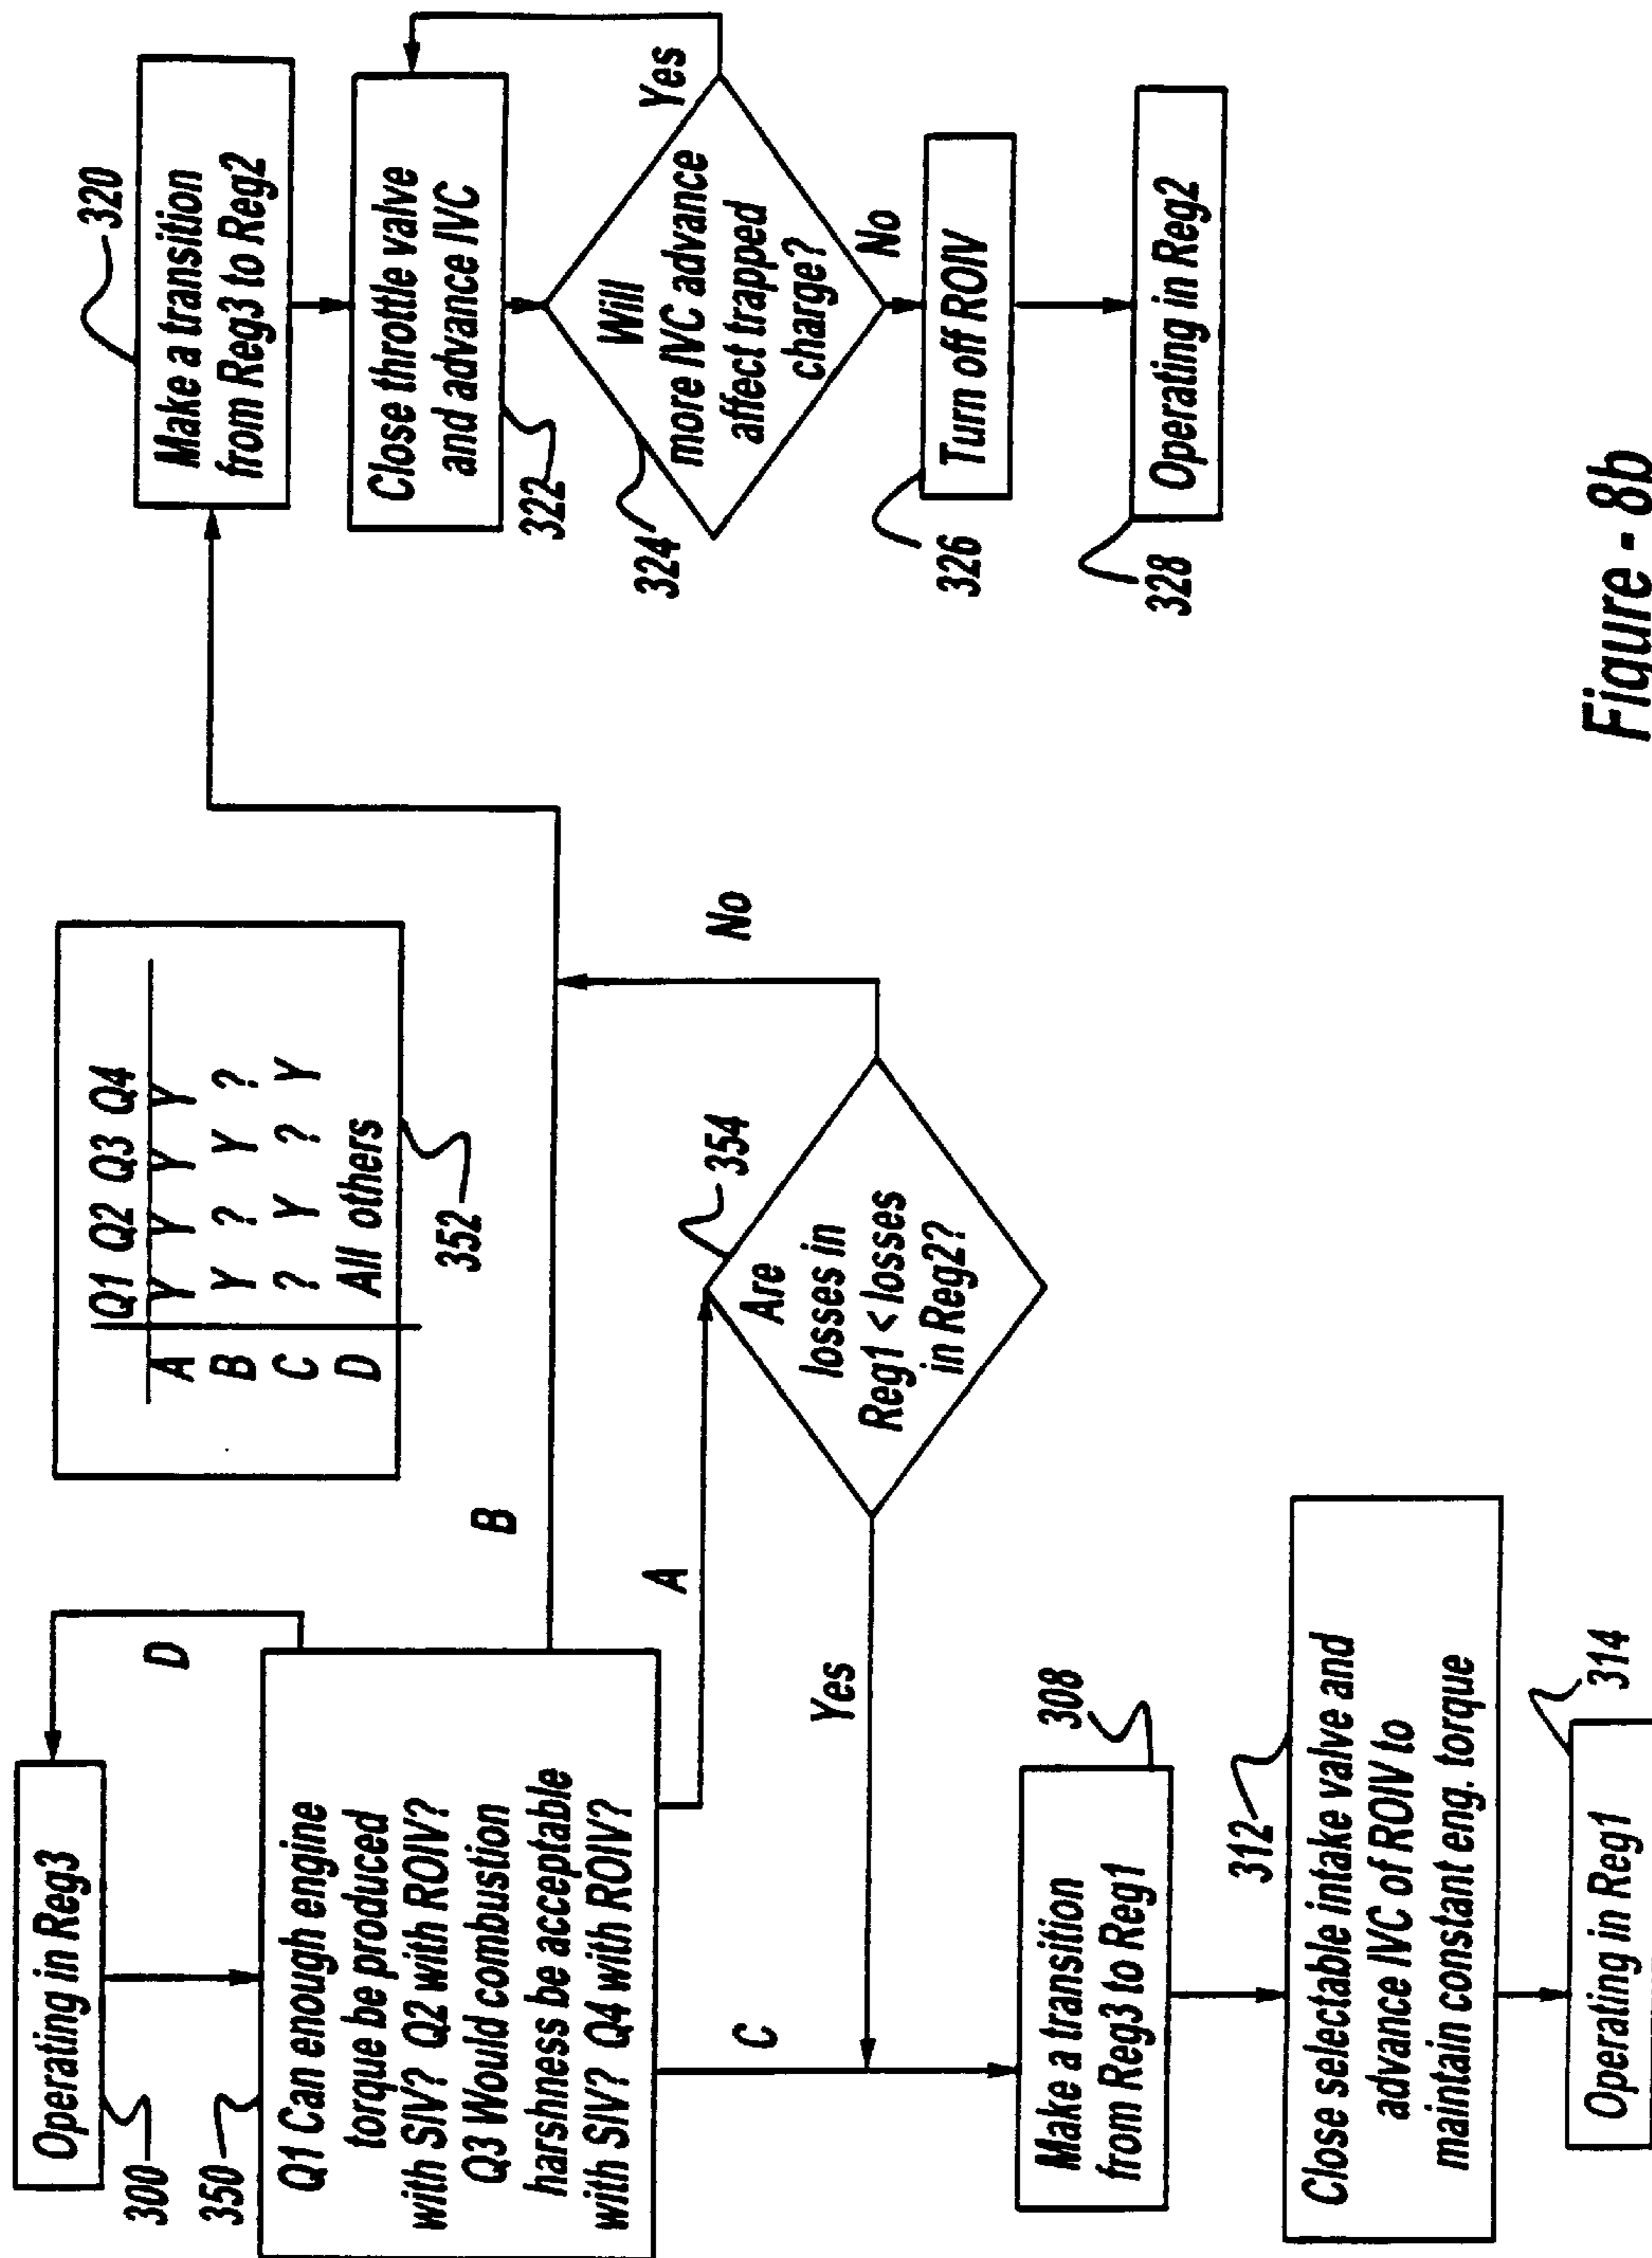 Operating in Reg3
300
D
350
Q1 Can enough engine
torque be produced
with SIV? Q2 with ROIV?
Q3 Would combustion
harshness be acceptable
with SIV? Q4 with ROIV?
Q1 Q2 Q3 Q4
A Y Y Y Y
B Y ? Y ?
C ? Y ? Y
D All others
352
B
A
C
354
Are
losses in
Reg1 < losses
in Reg2?
Yes
No
308
Make a transition
from Reg3 to Reg1
312
Close selectable intake valve and
advance IVC of ROIV to
maintain constant eng. torque
314
Operating in Reg1
320
Make a transition
from Reg3 to Reg2
Close throttle valve
and advance IVC
322
Will
more IVC advance
affect trapped
charge?
324
Yes
No
Turn off ROIV
326
Operating in Reg2
328
Figure - 8b